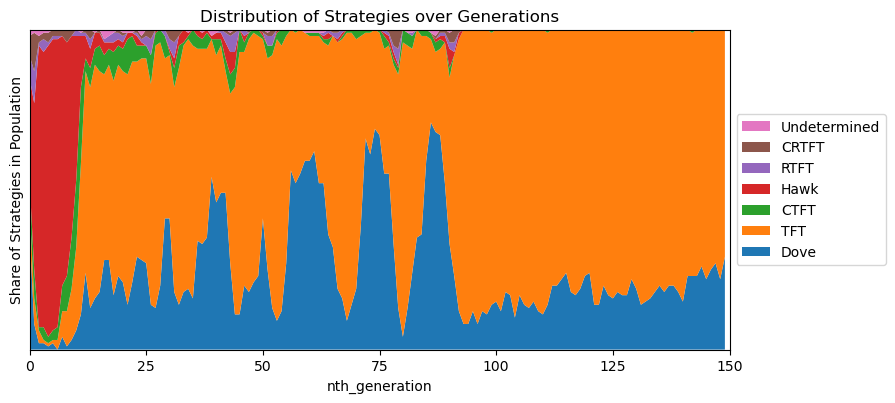 Distribution of Strategies over Generations
Share of Strategies in Population
Undetermined
CRTFT
RTFT
Hawk
CTFT
TFT
Dove
0 25 50 75 100 125 150
nth_generation